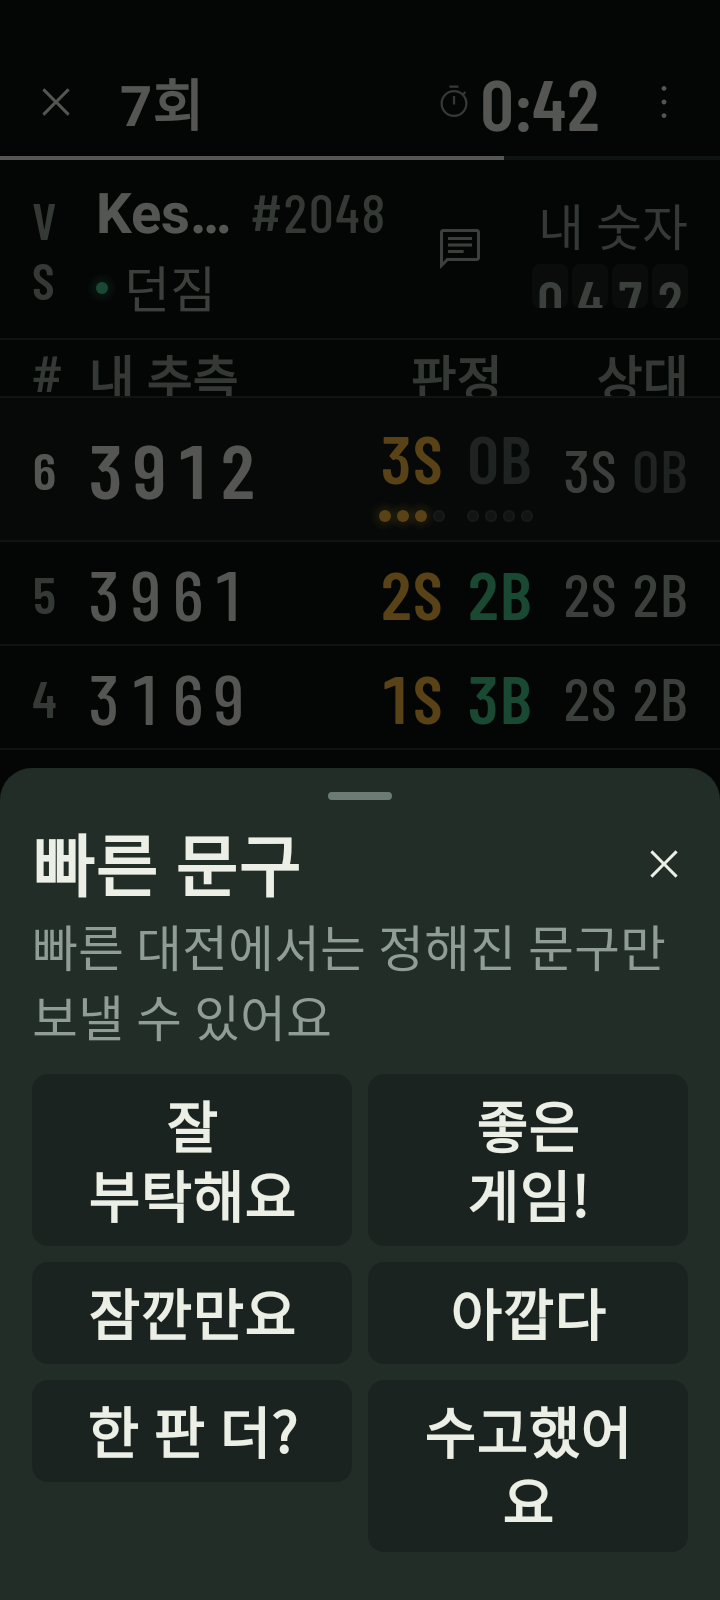 7회 0:42
VS Kes... #2048 내 숫자
던짐 0472
# 내 추측 판정 상대
6 3912 3S 0B 3S 0B
5 3961 2S 2B 2S 2B
4 3169 1S 3B 2S 2B
빠른 문구
빠른 대전에서는 정해진 문구만
보낼 수 있어요
잘
부탁해요
좋은
게임!
잠깐만요
아깝다
한 판 더?
수고했어
요